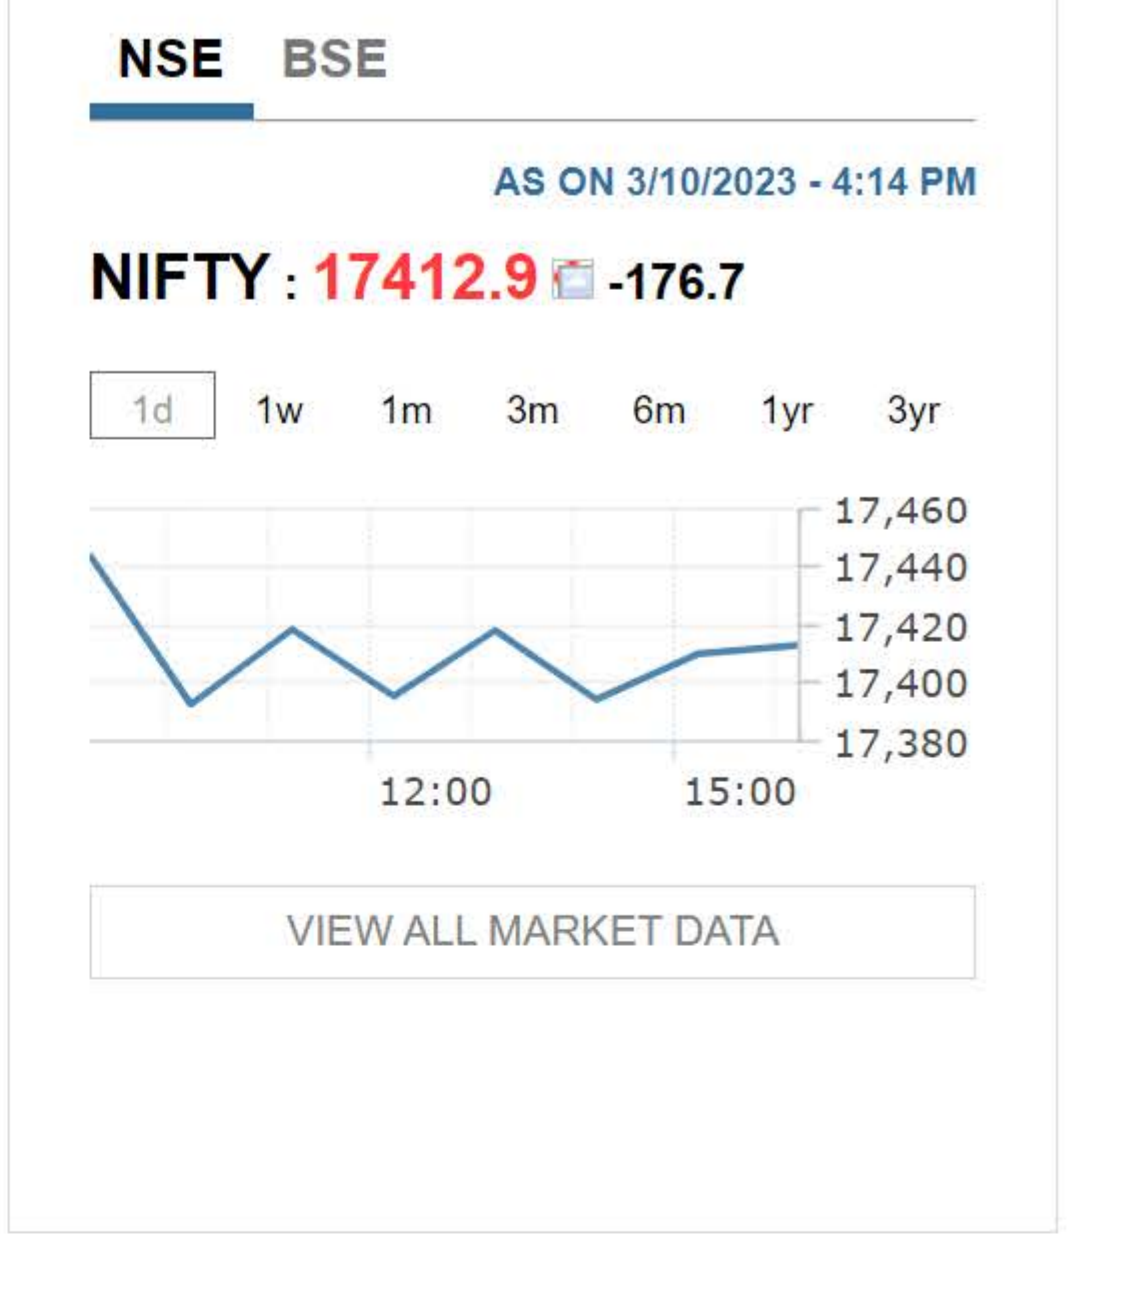 NSE BSE
AS ON 3/10/2023 - 4:14 PM
NIFTY : 17412.9 -176.7
1d 1w 1m 3m 6m 1yr 3yr
17,460
17,440
17,420
17,400
17,380
12:00 15:00
VIEW ALL MARKET DATA